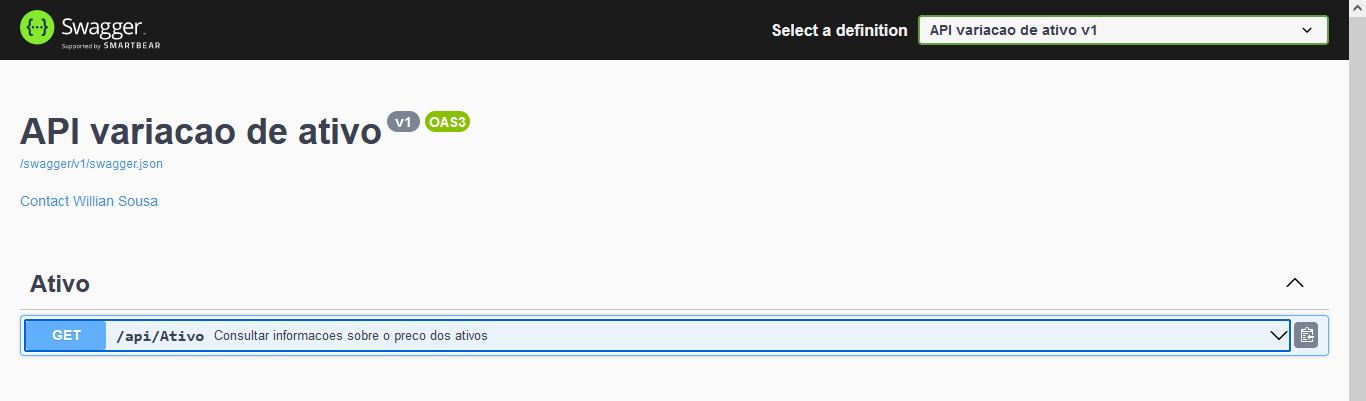 {···} Swagger
Supported by SMARTBEAR
Select a definition
API variacao de ativo v1
API variacao de ativo v1 OAS3
/swagger/v1/swagger.json
Contact Willian Sousa
Ativo
GET /api/Ativo Consultar informacoes sobre o preco dos ativos